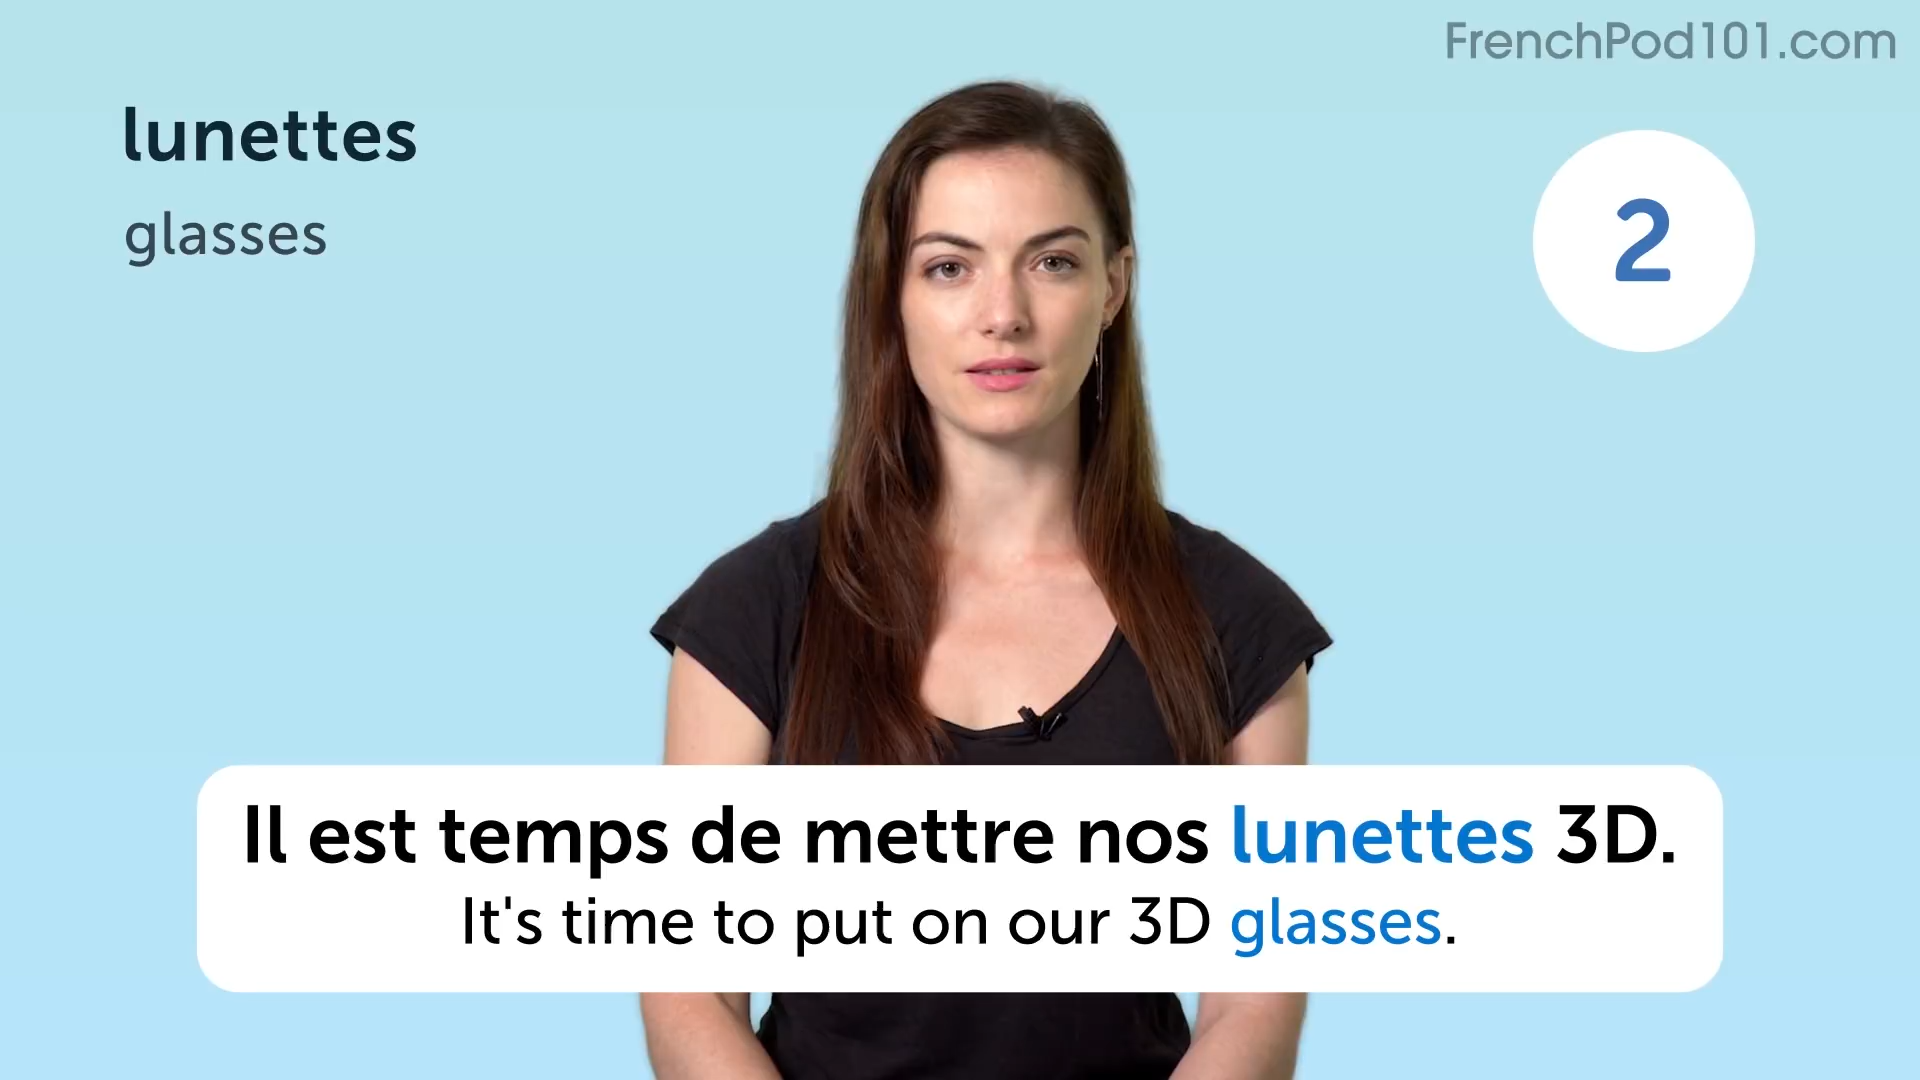 FrenchPod101.com
lunettes
glasses
2
Il est temps de mettre nos lunettes 3D.
It's time to put on our 3D glasses.